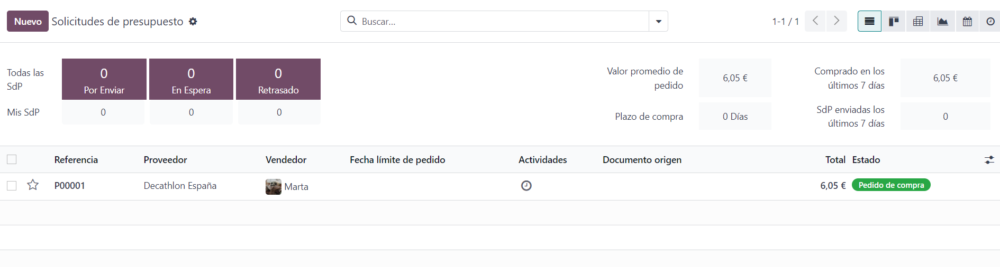 Nuevo Solicitudes de presupuesto
Buscar...
1-1 / 1
Todas las
SdP
0
Por Enviar
0
En Espera
0
Retrasado
Mis SdP
0
0
0
Valor promedio de
pedido
6,05 €
Comprado en los
últimos 7 días
6,05 €
Plazo de compra
0 Días
SdP enviadas los
últimos 7 días
0
Referencia Proveedor Vendedor Fecha límite de pedido Actividades Documento origen Total Estado
P00001 Decathlon España Marta 6,05 € Pedido de compra